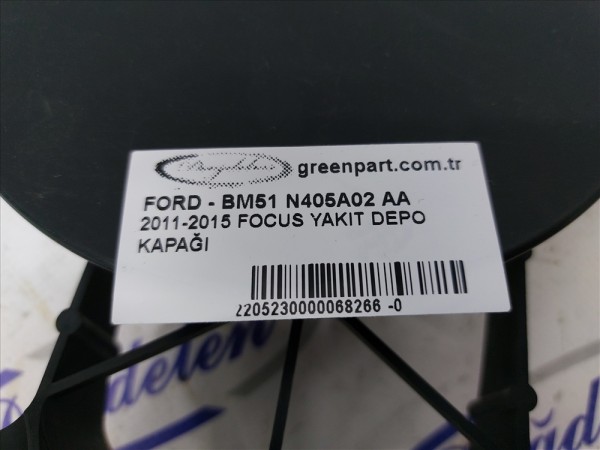 greenpart.com.tr
FORD - BM51 N405A02 AA
2011-2015 FOCUS YAKIT DEPO
KAPAĞI
2205230000068266 -0